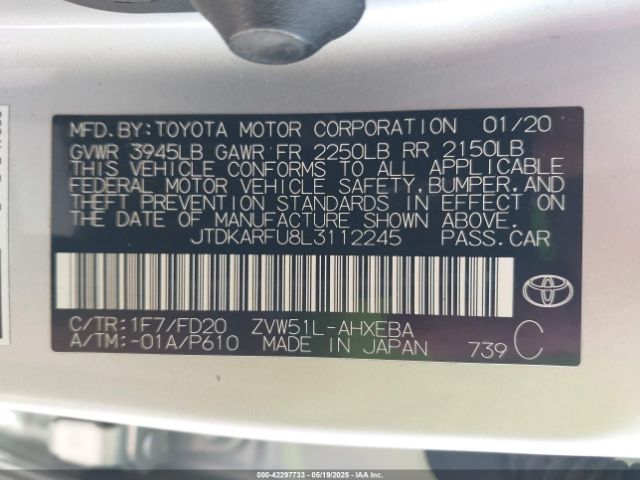 MFD.BY:TOYOTA MOTOR CORPORATION 01/20
GVWR 3945LB GAWR FR 2250LB RR 2150LB
THIS VEHICLE CONFORMS TO ALL APPLICABLE
FEDERAL MOTOR VEHICLE SAFETY,BUMPER,AND
THEFT PREVENTION STANDARDS IN EFFECT ON
THE DATE OF MANUFACTURE SHOWN ABOVE.
JTDKARFU8L3112245 PASS.CAR
C/TR:1F7/FD20 ZVW51L-AHXEBA
A/TM:-01A/P610 MADE IN JAPAN 739 C
000-42297733 - 05/19/2025 - IAAI.COM